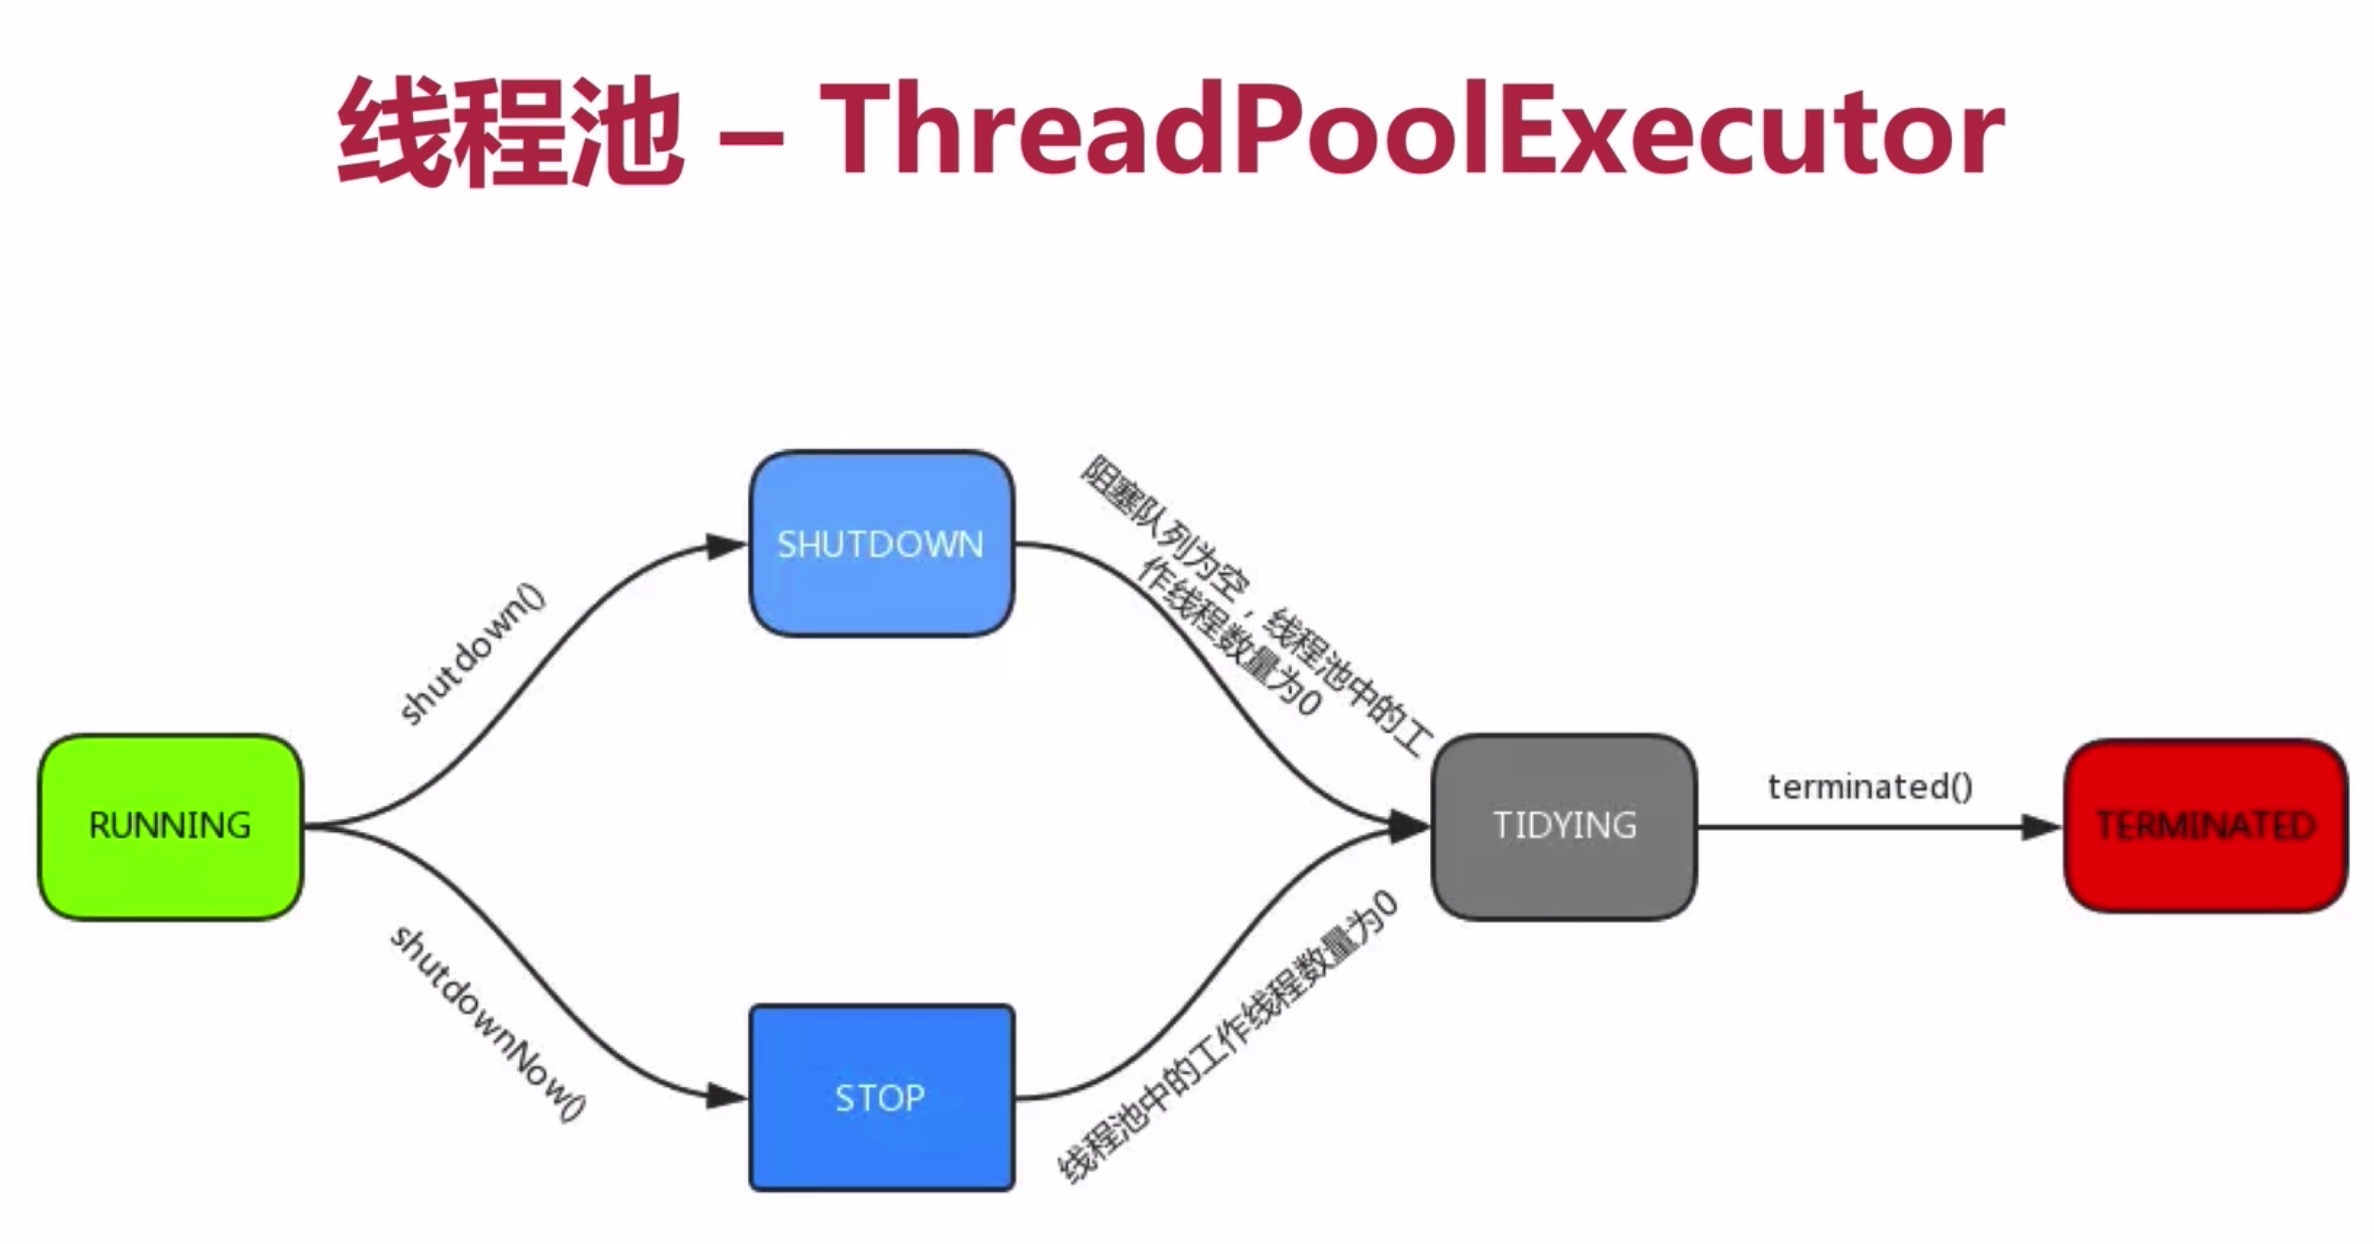 线程池 – ThreadPoolExecutor
SHUTDOWN
阻塞队列为空，线程池中的工
作线程数量为0
shutdown()
RUNNING
TIDYING
terminated()
TERMINATED
shutdownNow()
STOP
线程池中的工作线程数量为0